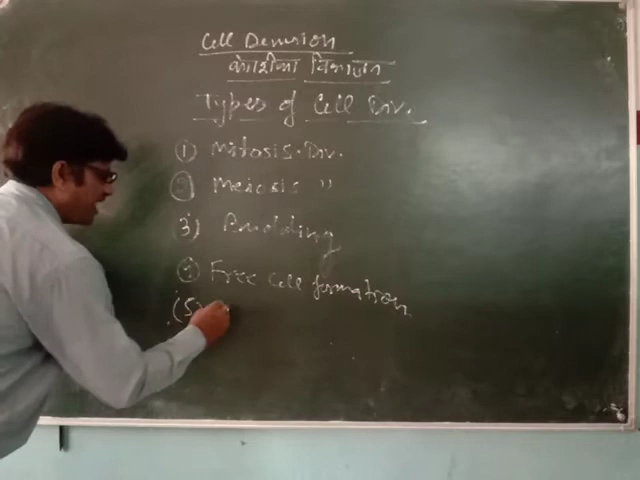 Cell Devision
कोशीका विभाजन
Types of Cell Div.
① Mitosis. Div.
② Meiosis "
3) Budding
④ Free Cell formation
(5)